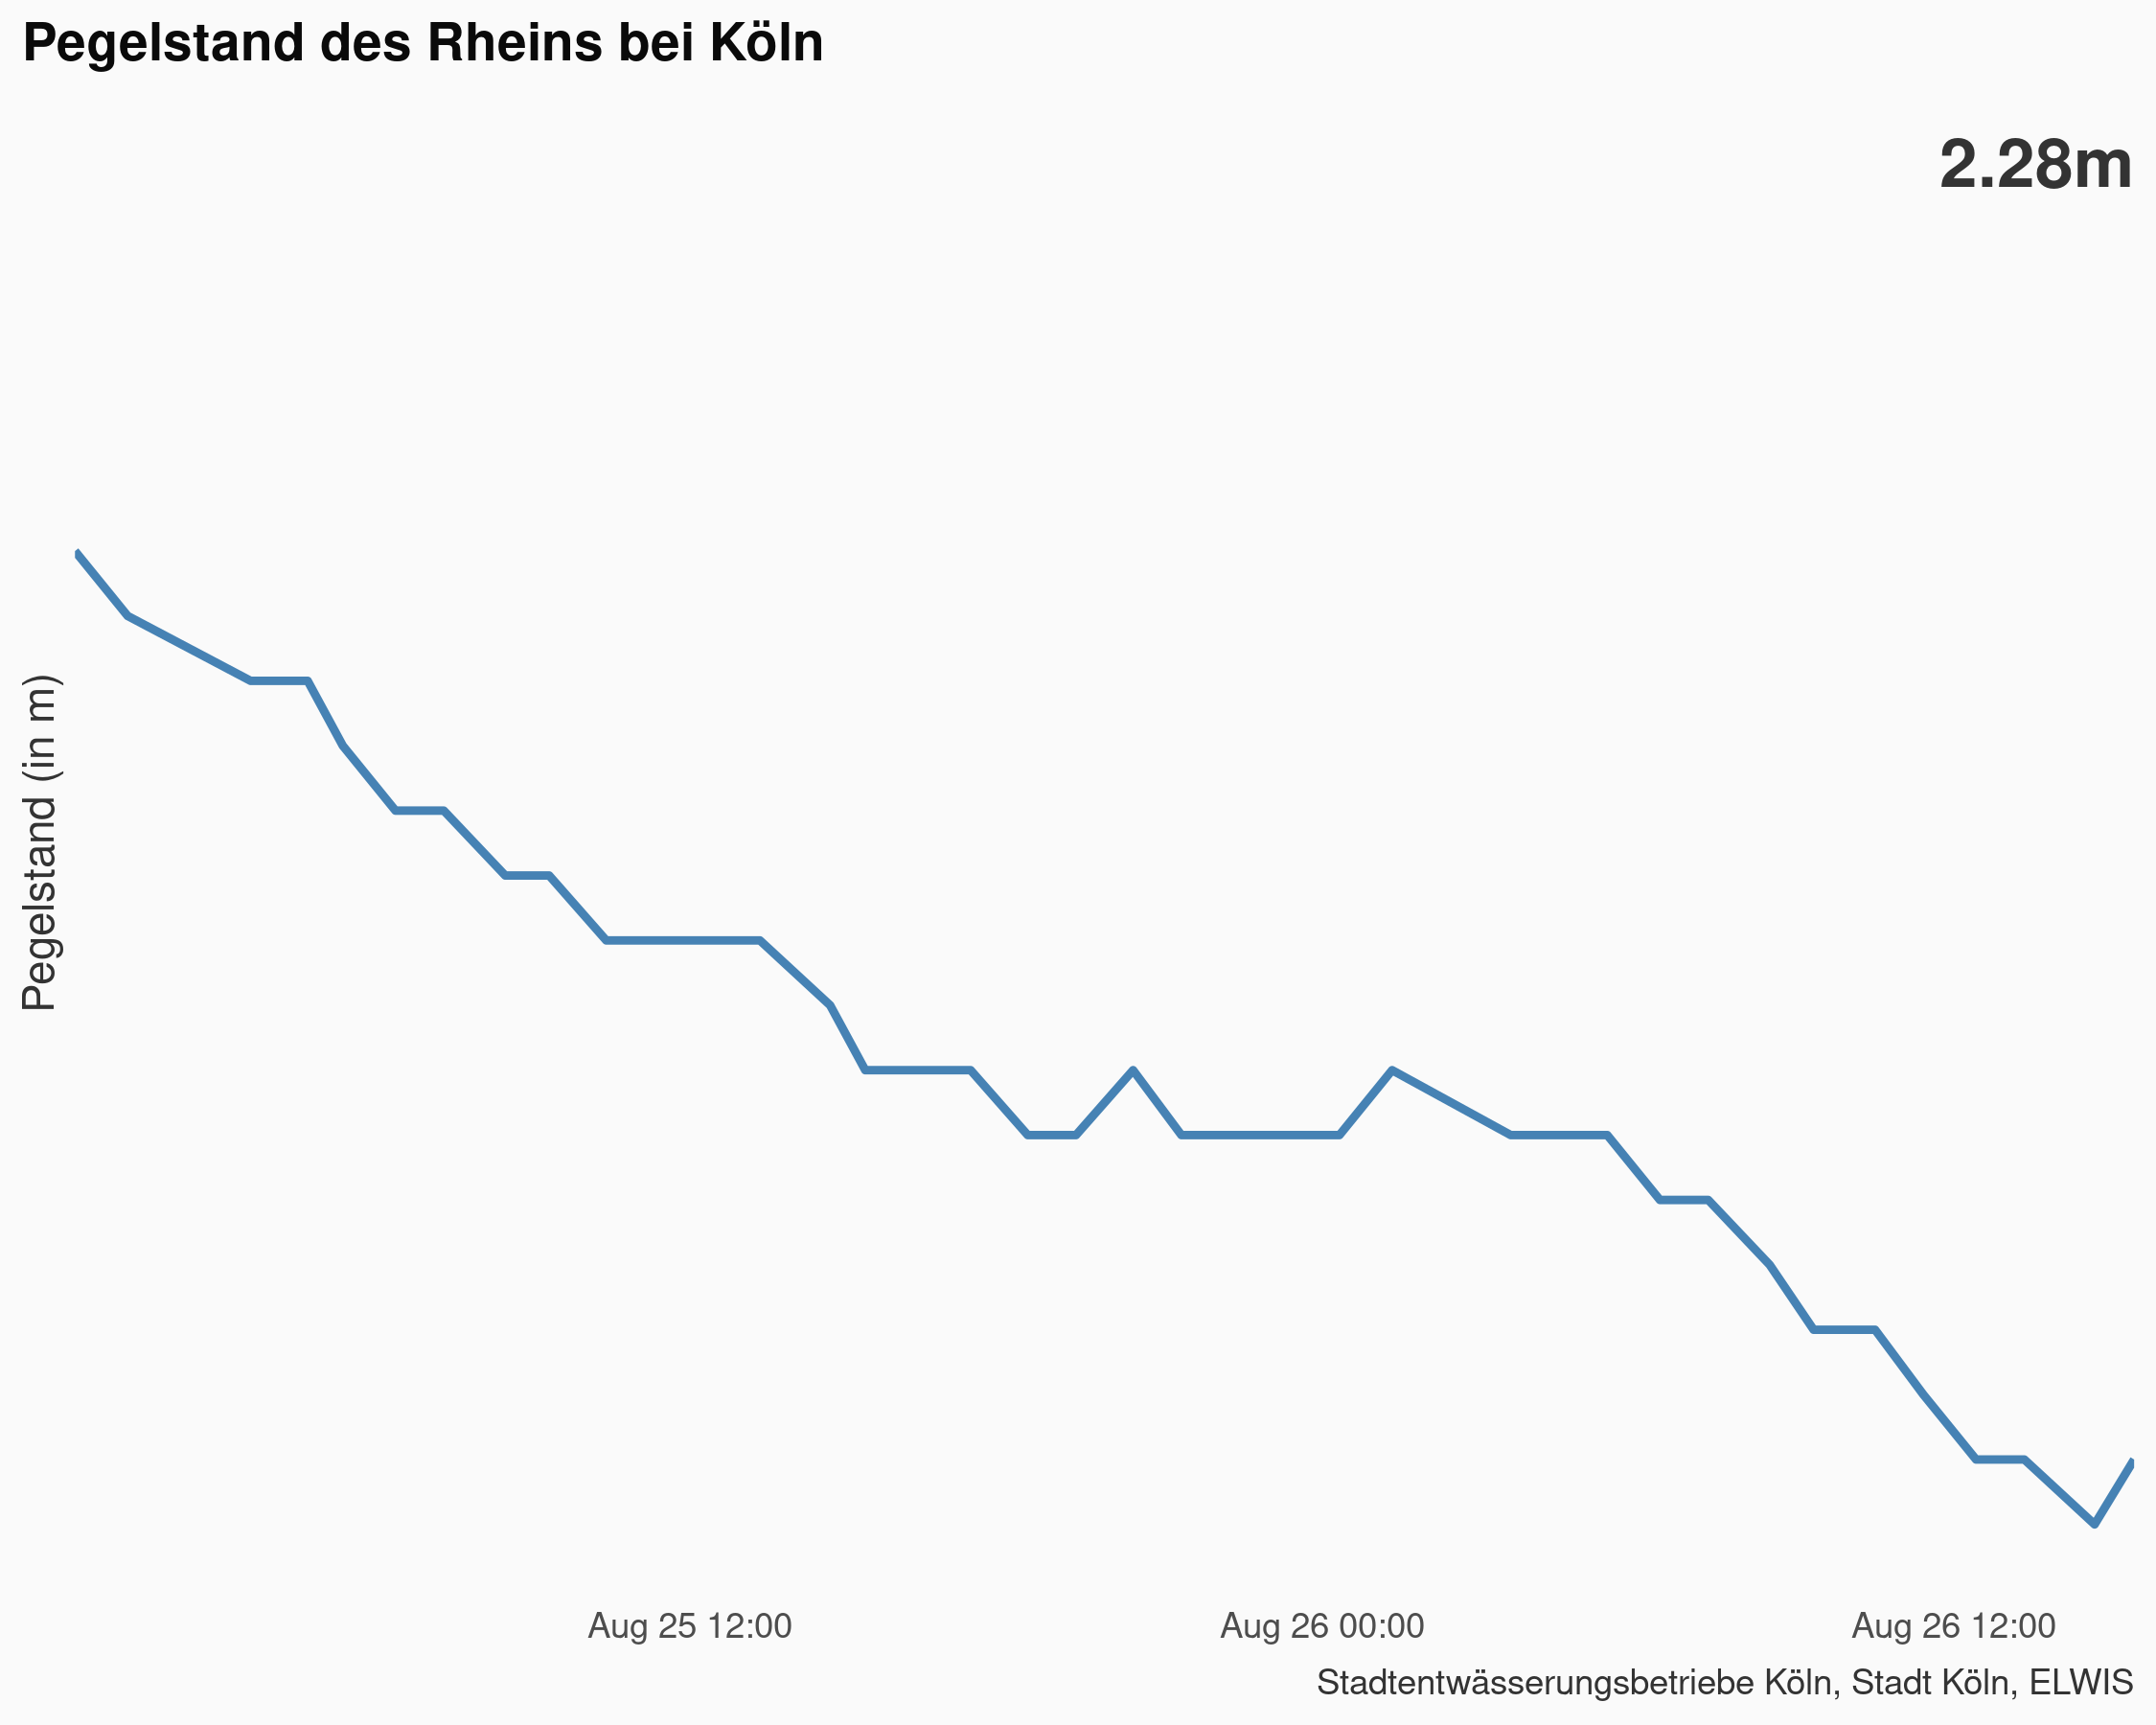 Pegelstand des Rheins bei Köln
2.28m
Pegelstand (in m)
Aug 25 12:00
Aug 26 00:00
Aug 26 12:00
Stadtentwässerungsbetriebe Köln, Stadt Köln, ELWIS